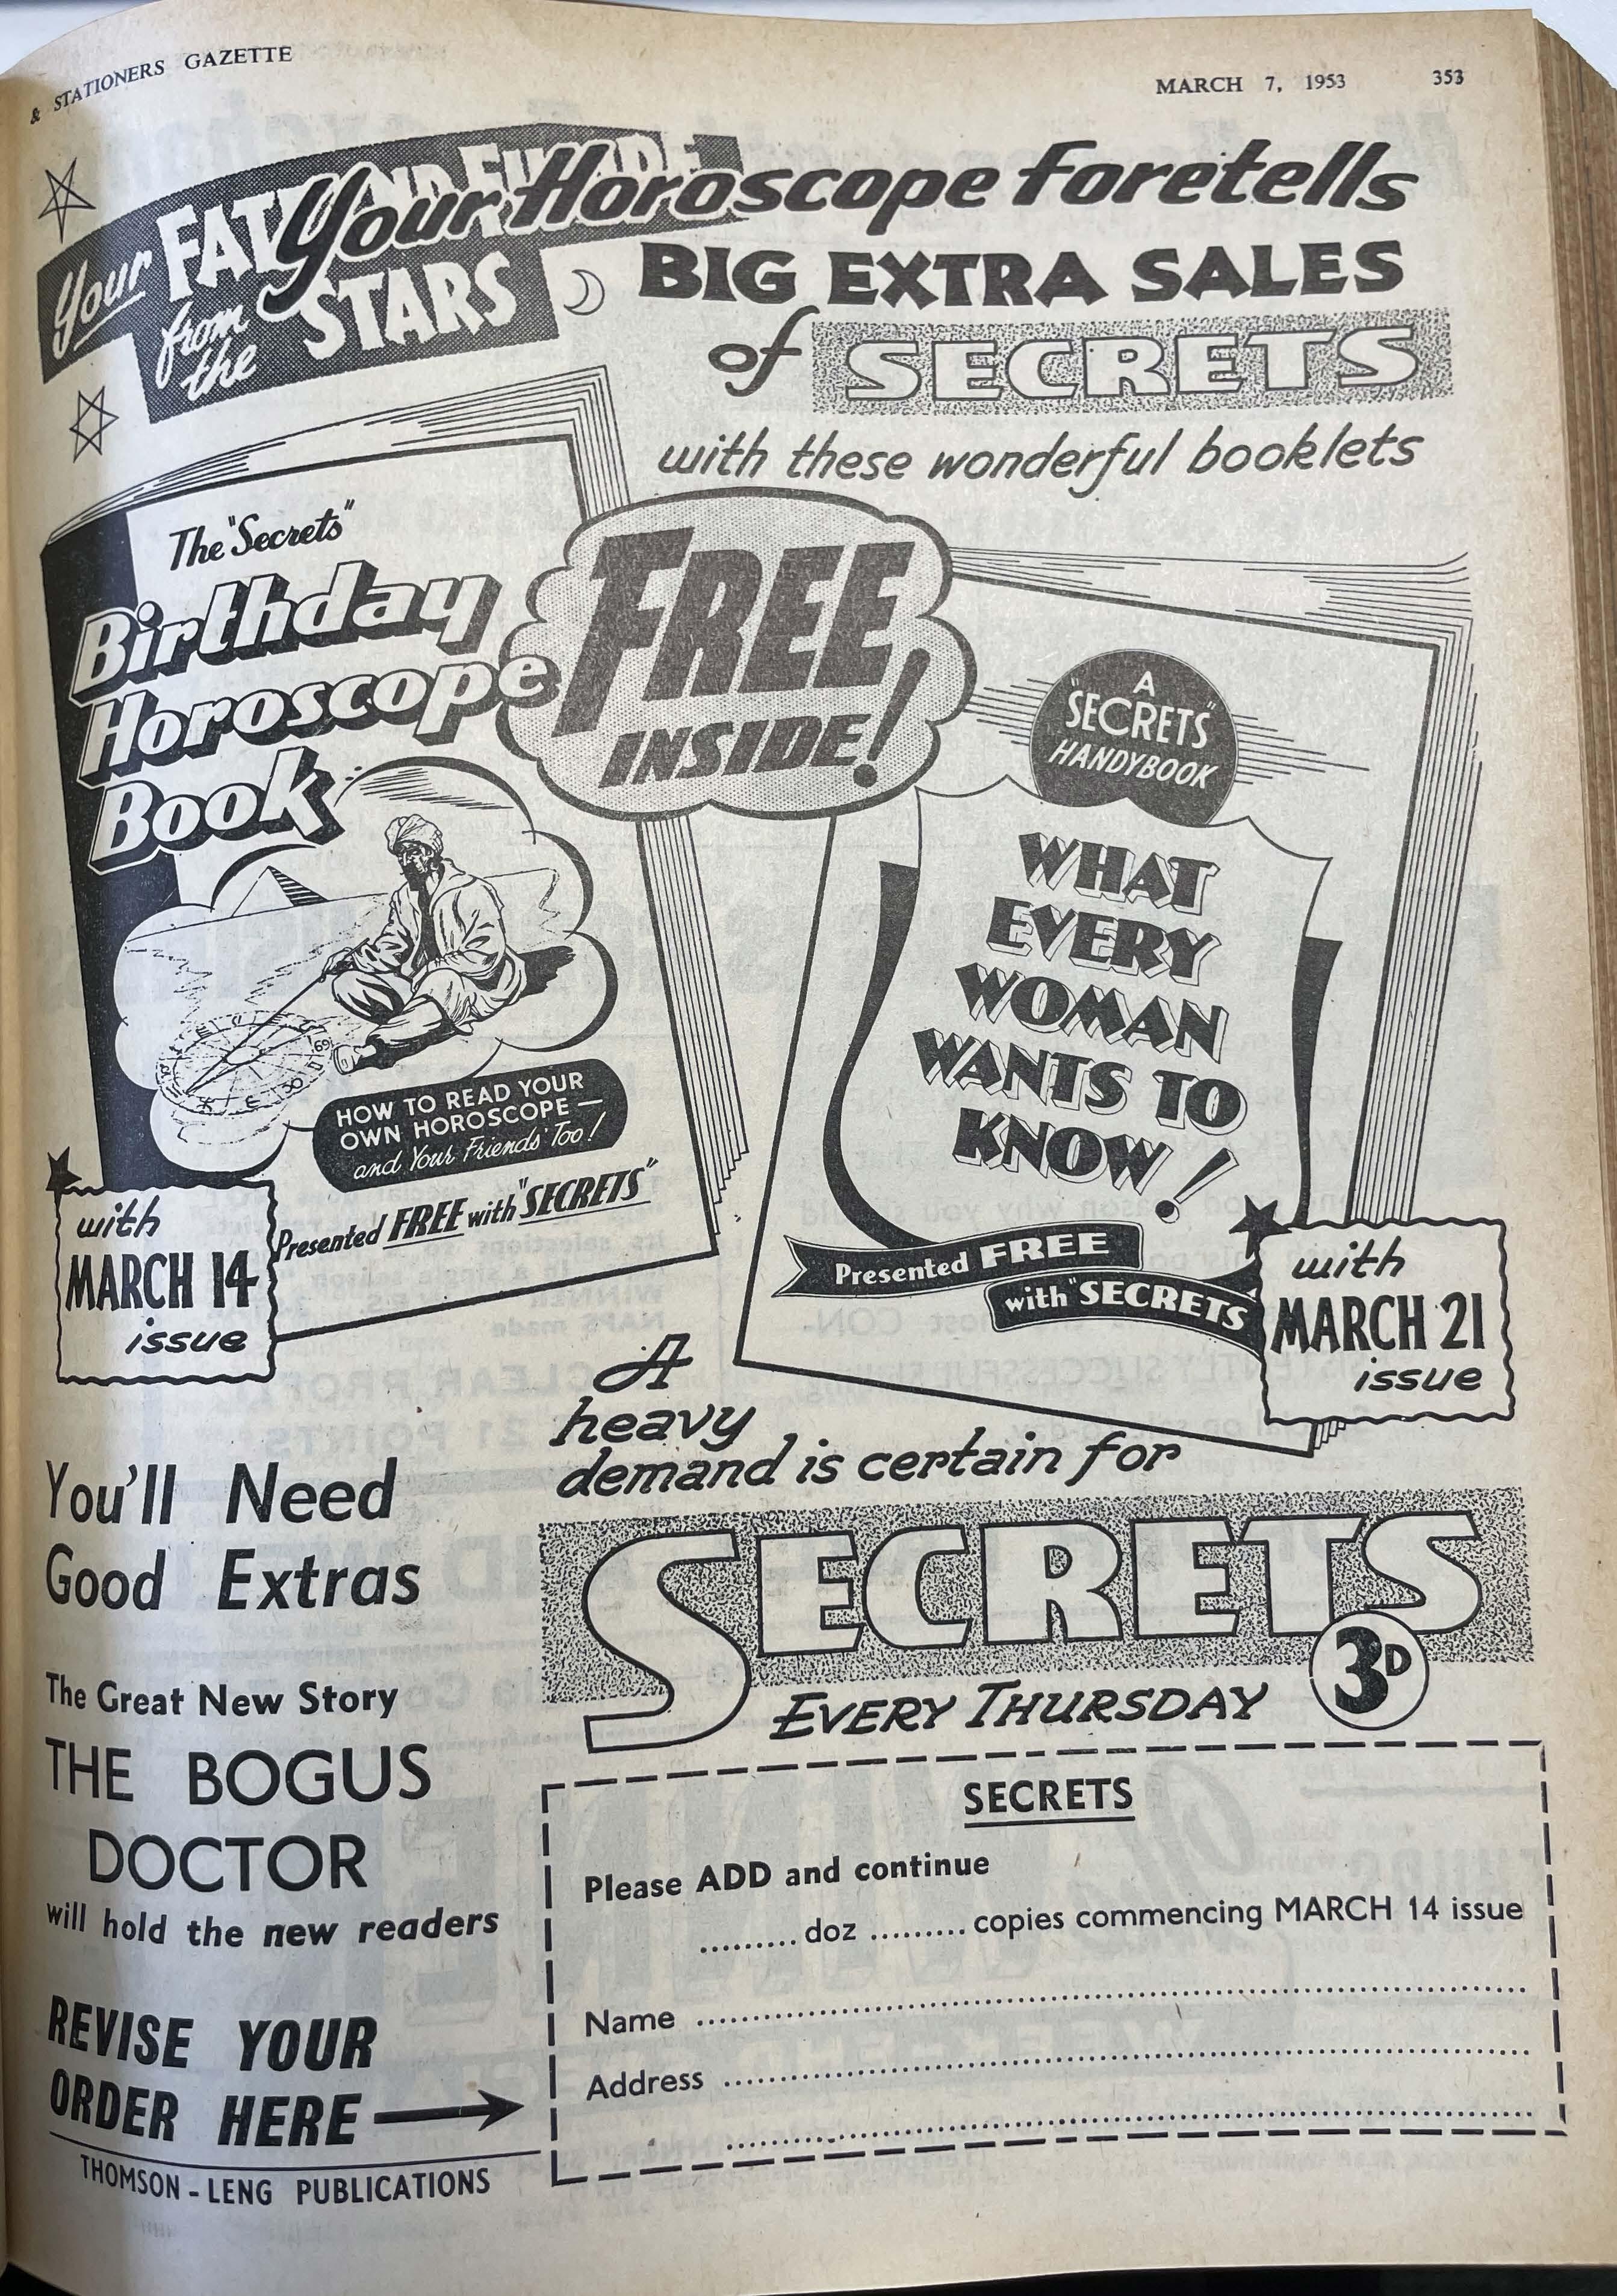 & STATIONERS GAZETTE
MARCH 7, 1953 353
Your FATE AND FUTURE
from the STARS
Your Horoscope foretells
BIG EXTRA SALES
of SECRETS
with these wonderful booklets
The "Secrets"
Birthday
Horoscope
Book
FREE
INSIDE!
HOW TO READ YOUR
OWN HOROSCOPE —
and Your Friends' Too!
Presented FREE with "SECRETS"
with
MARCH 14
issue
A
"SECRETS"
HANDYBOOK
WHAT
EVERY
WOMAN
WANTS TO
KNOW!
Presented FREE
with "SECRETS
with
MARCH 21
issue
A
heavy
demand is certain for
SECRETS
3D
EVERY THURSDAY
You'll Need
Good Extras
The Great New Story
THE BOGUS
DOCTOR
will hold the new readers
REVISE YOUR
ORDER HERE
THOMSON - LENG PUBLICATIONS
SECRETS
Please ADD and continue
......... doz ......... copies commencing MARCH 14 issue
Name
Address